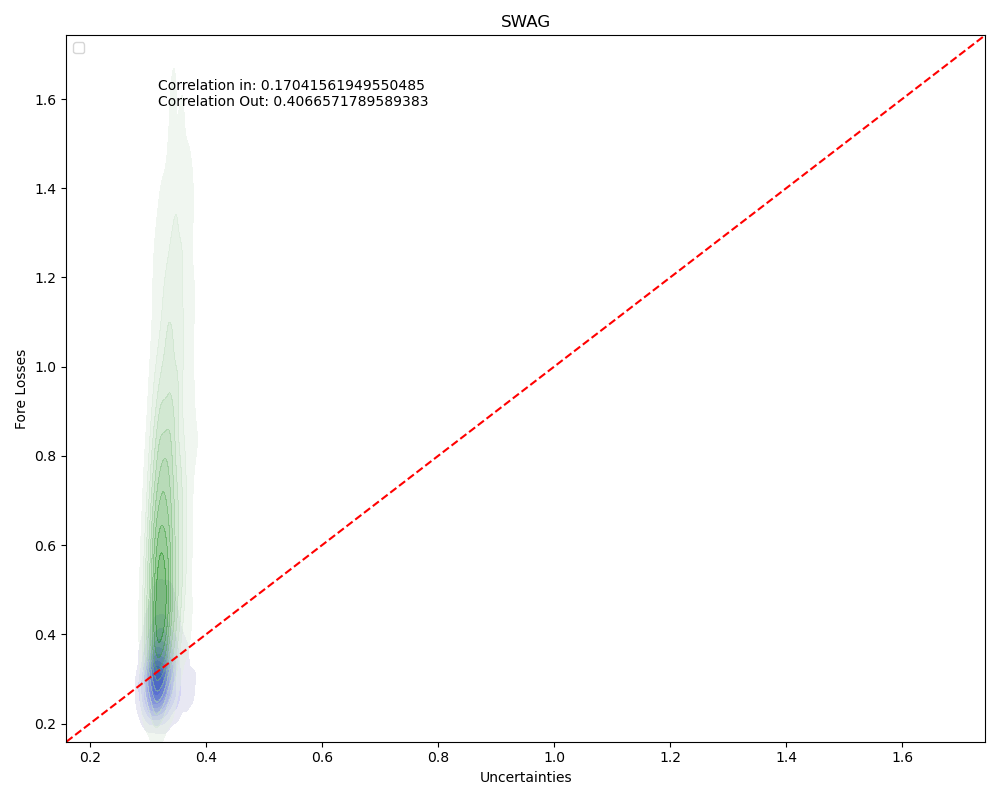 SWAG
Correlation in: 0.17041561949550485
Correlation Out: 0.4066571789589383
Fore Losses
1.6
1.4
1.2
1.0
0.8
0.6
0.4
0.2
0.2 0.4 0.6 0.8 1.0 1.2 1.4 1.6
Uncertainties